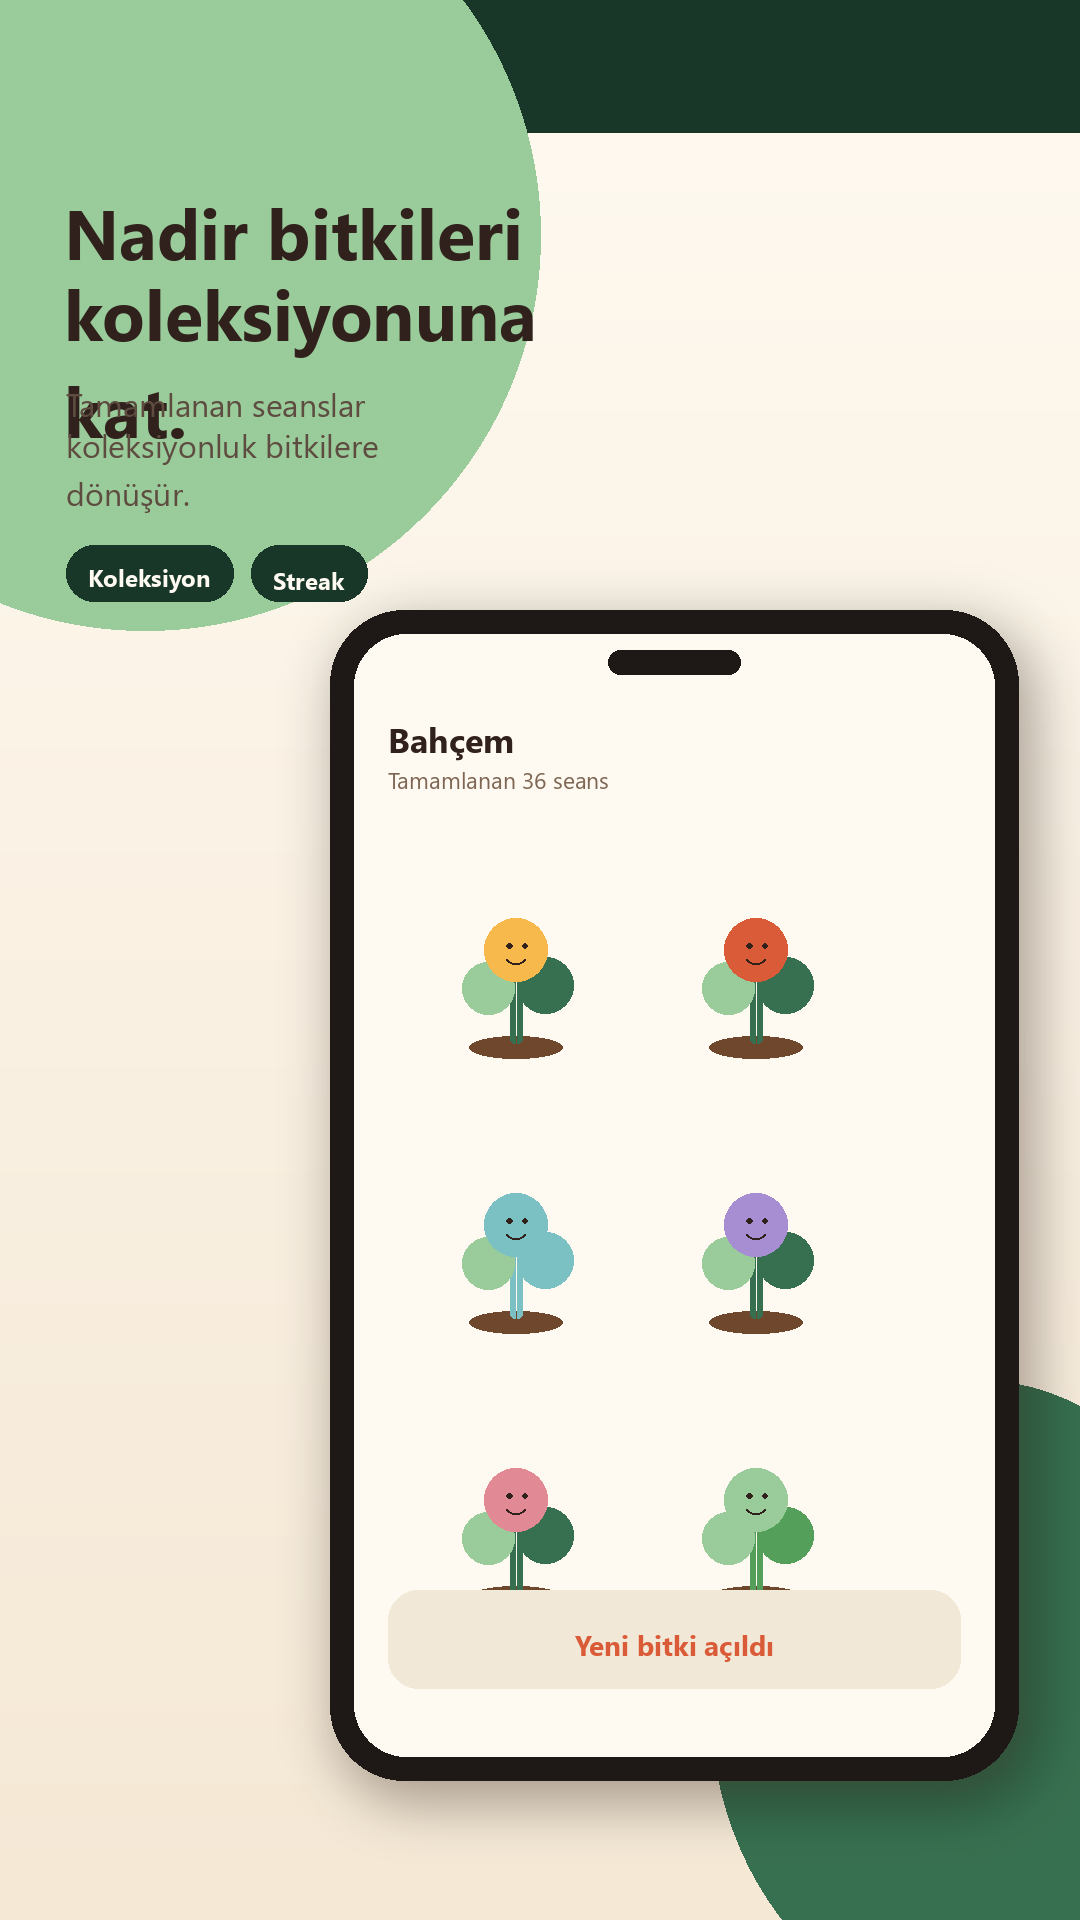 Nadir bitkileri
koleksiyonuna
kat.
Tamamlanan seanslar
koleksiyonluk bitkilere
dönüşür.
Koleksiyon
Streak
Bahçem
Tamamlanan 36 seans
Yeni bitki açıldı